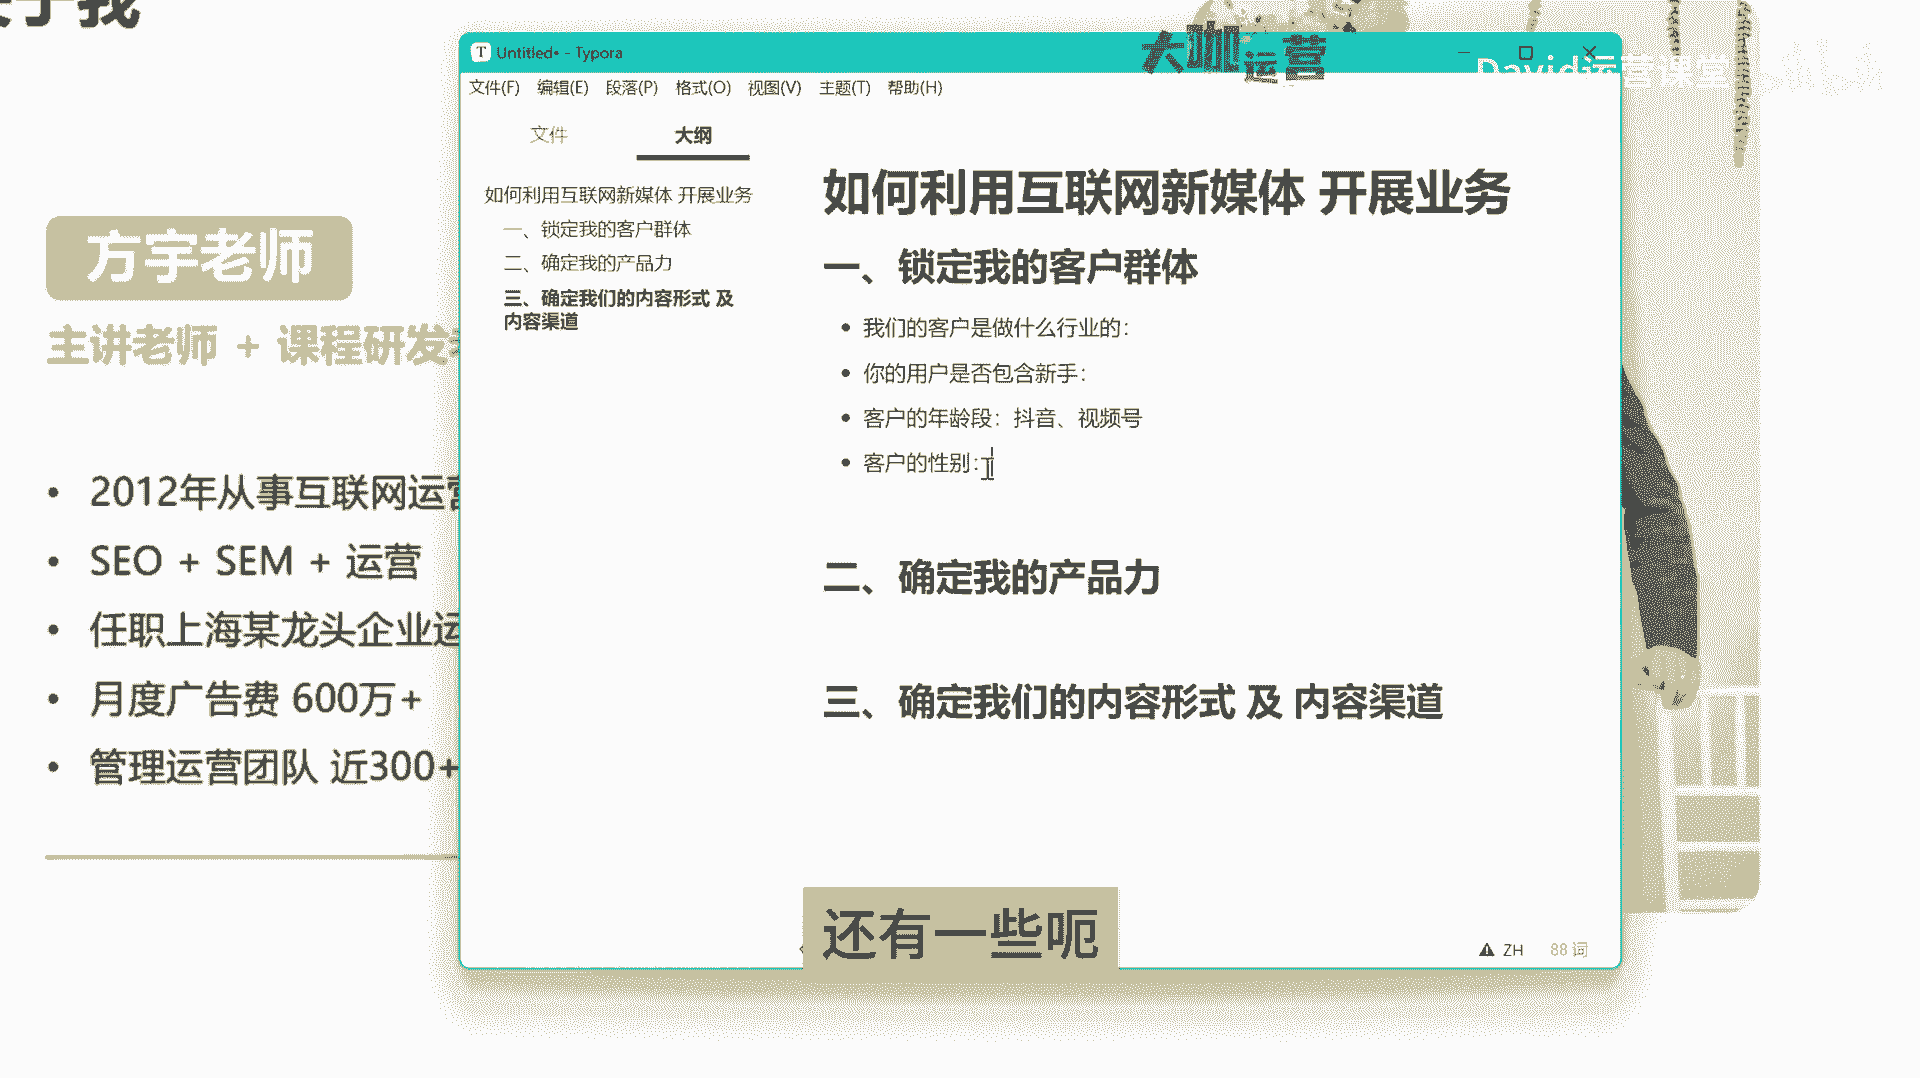 于我
方宇老师
主讲老师 + 课程研发
2012年从事互联网运营
SEO + SEM + 运营
任职上海某龙头企业运
月度广告费 600万+
管理运营团队 近300+
Untitled• - Typora
大咖运营
David运营课堂
文件(F) 编辑(E) 段落(P) 格式(O) 视图(V) 主题(T) 帮助(H)
文件 大纲
如何利用互联网新媒体 开展业务
一、锁定我的客户群体
二、确定我的产品力
三、确定我们的内容形式 及
内容渠道
如何利用互联网新媒体 开展业务
一、锁定我的客户群体
我们的客户是做什么行业的：
你的用户是否包含新手：
客户的年龄段：抖音、视频号
客户的性别：
二、确定我的产品力
三、确定我们的内容形式 及 内容渠道
还有一些呃
ZH 88 词